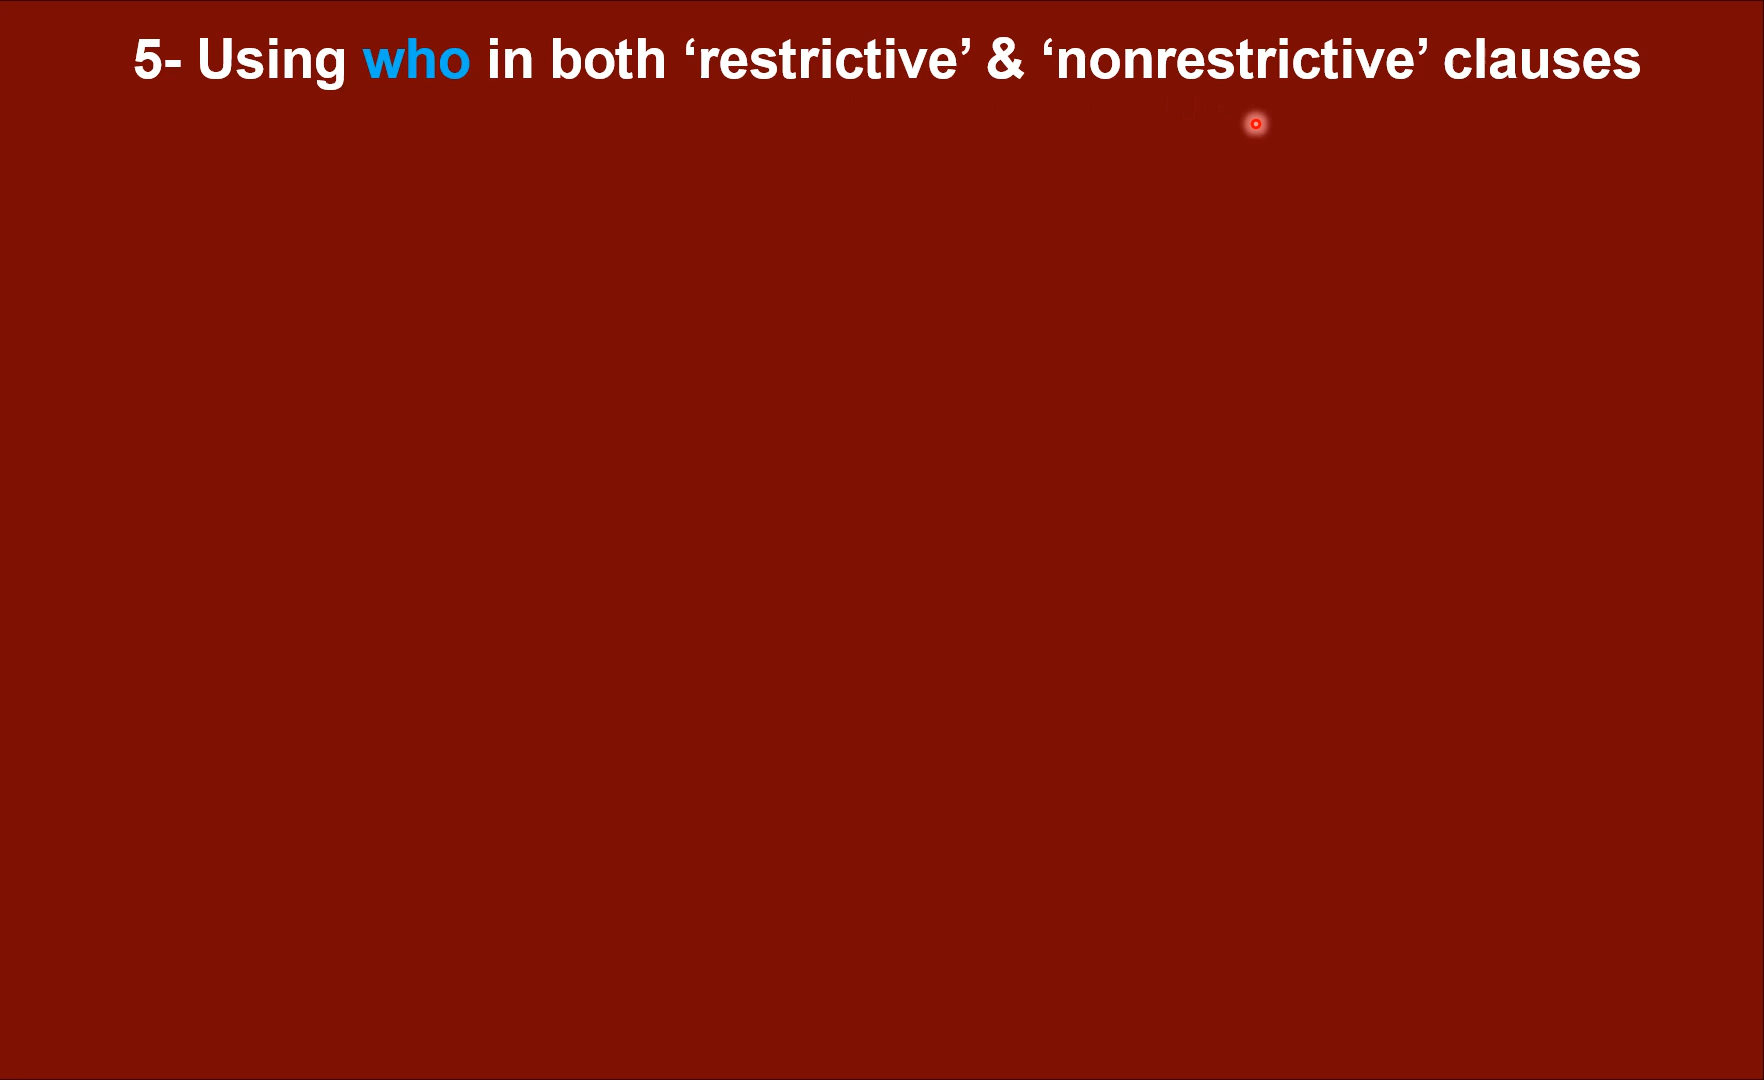 5- Using who in both ‘restrictive’ & ‘nonrestrictive’ clauses